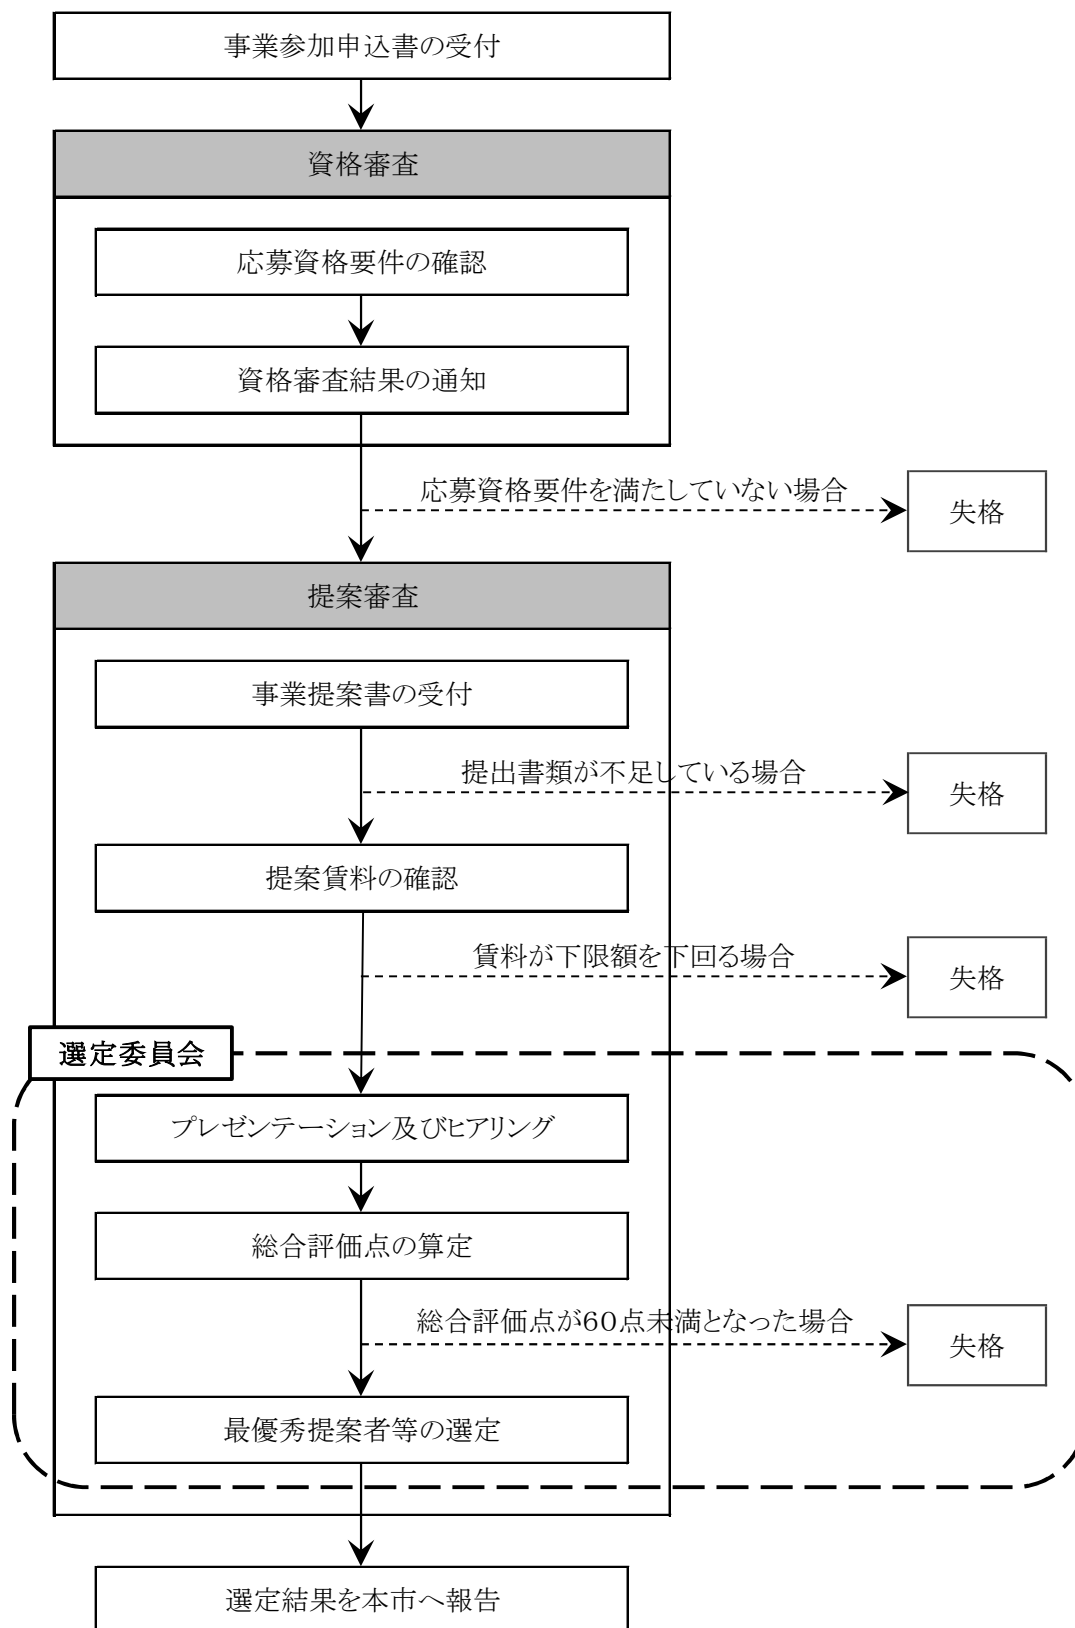 事業参加申込書の受付
資格審査
応募資格要件の確認
資格審査結果の通知
応募資格要件を満たしていない場合
失格
提案審査
事業提案書の受付
提出書類が不足している場合
失格
提案賃料の確認
賃料が下限額を下回る場合
失格
選定委員会
プレゼンテーション及びヒアリング
総合評価点の算定
総合評価点が60点未満となった場合
失格
最優秀提案者等の選定
選定結果を本市へ報告